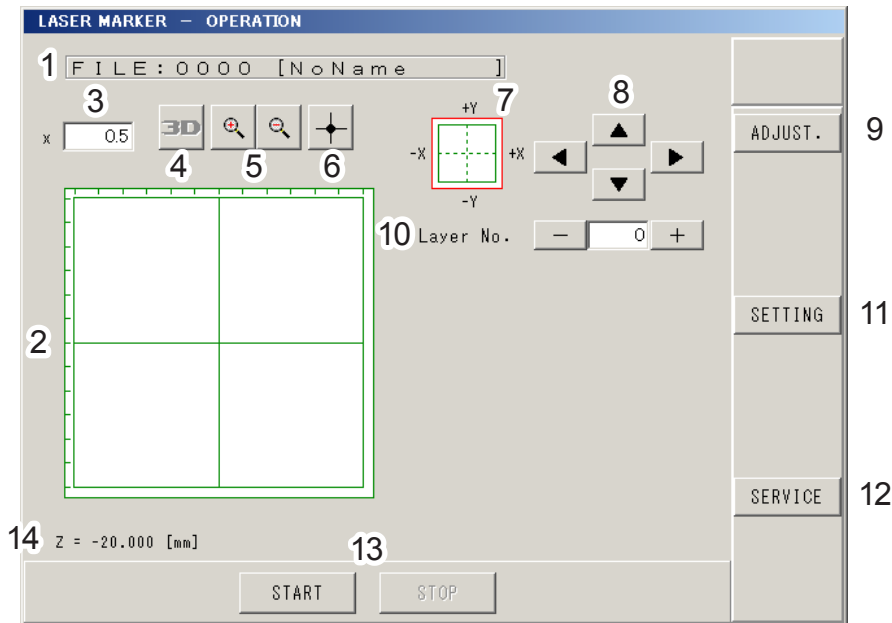 LASER MARKER － OPERATION
1 FILE:0000 [NoName ]
3 7 8
x 0.5 3D +Y ADJUST. 9
-X +X
4 5 6
-Y
10 Layer No. － 0 ＋
2 SETTING 11
SERVICE 12
14 Z = -20.000 [mm]
13
START STOP